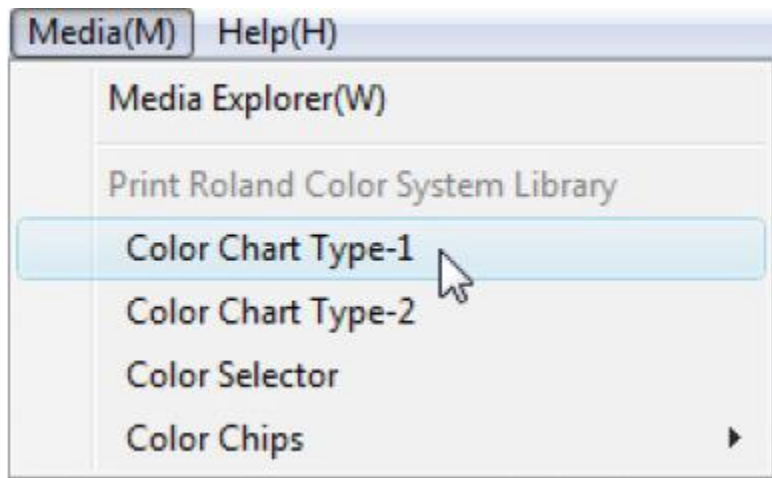 Media(M) Help(H)
Media Explorer(W)
Print Roland Color System Library
Color Chart Type-1
Color Chart Type-2
Color Selector
Color Chips